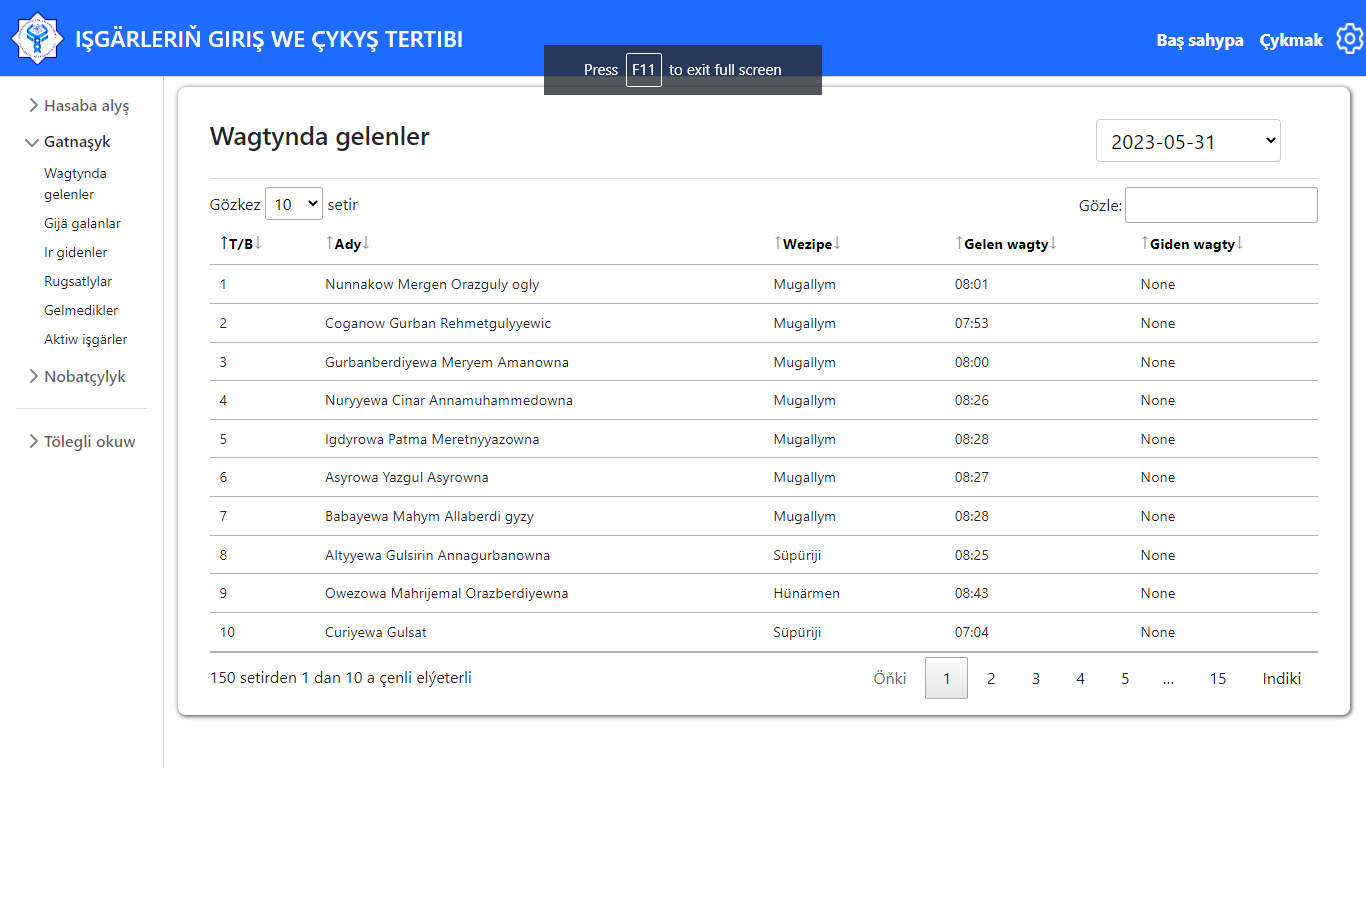 IŞGÄRLERIŇ GIRIŞ WE ÇYKYŞ TERTIBI
Baş sahypa Çykmak
Press F11 to exit full screen
Hasaba alyş
Gatnaşyk
Wagtynda
gelenler
Gijä galanlar
Ir gidenler
Rugsatlylar
Gelmedikler
Aktiw işgärler
Nobatçylyk
Tölegli okuw
Wagtynda gelenler
2023-05-31
Gözkez 10 setir
Gözle:
↑T/B↓ ↑Ady↓ ↑Wezipe↓ ↑Gelen wagty↓ ↑Giden wagty↓
1 Nunnakow Mergen Orazguly ogly Mugallym 08:01 None
2 Coganow Gurban Rehmetgulyyewic Mugallym 07:53 None
3 Gurbanberdiyewa Meryem Amanowna Mugallym 08:00 None
4 Nuryyewa Cinar Annamuhammedowna Mugallym 08:26 None
5 Igdyrowa Patma Meretnyyazowna Mugallym 08:28 None
6 Asyrowa Yazgul Asyrowna Mugallym 08:27 None
7 Babayewa Mahym Allaberdi gyzy Mugallym 08:28 None
8 Altyyewa Gulsirin Annagurbanowna Süpüriji 08:25 None
9 Owezowa Mahrijemal Orazberdiyewna Hünärmen 08:43 None
10 Curiyewa Gulsat Süpüriji 07:04 None
150 setirden 1 dan 10 a çenli elýeterli
Öňki 1 2 3 4 5 … 15 Indiki